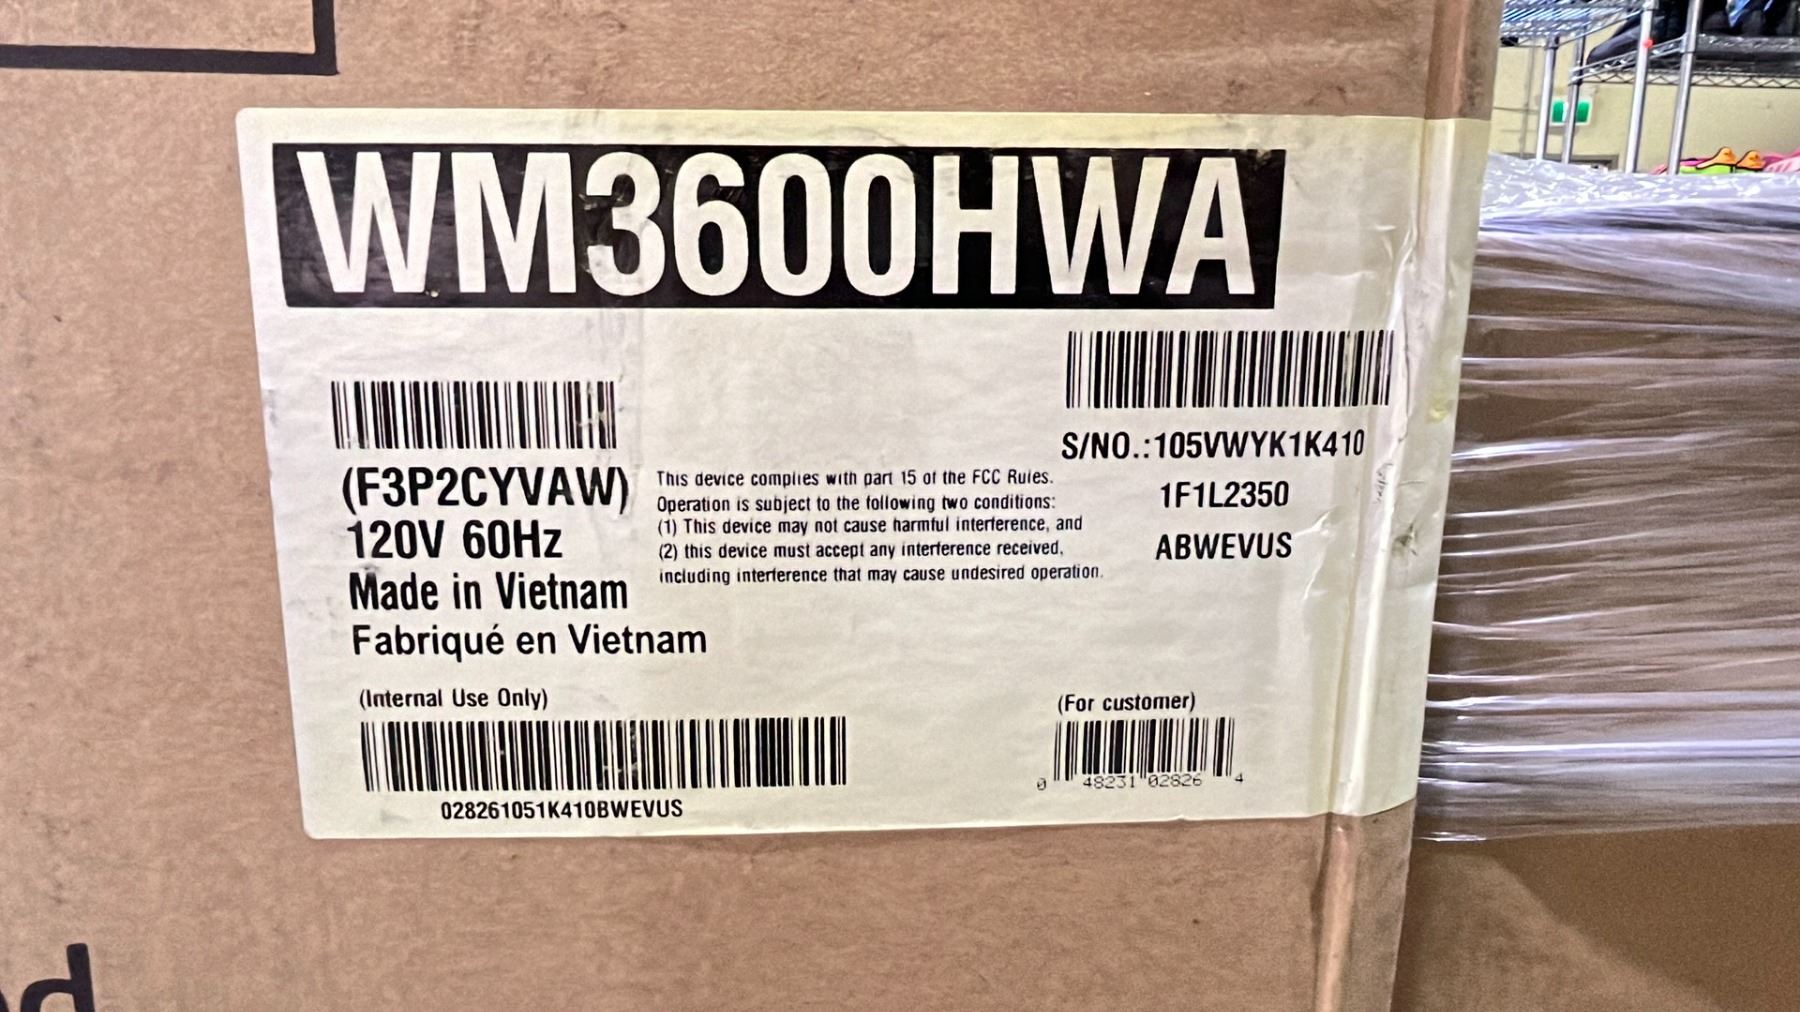 WM3600HWA
(F3P2CYVAW)
120V 60Hz
Made in Vietnam
Fabriqué en Vietnam
This device complies with part 15 of the FCC Rules.
Operation is subject to the following two conditions:
(1) This device may not cause harmful interference, and
(2) this device must accept any interference received,
including interference that may cause undesired operation.
S/NO.:105VWYK1K410
1F1L2350
ABWEVUS
(Internal Use Only)
028261051K410BWEVUS
(For customer)
0 48231 02826 4